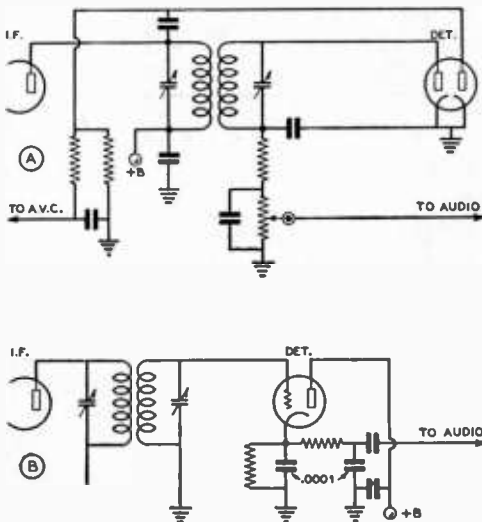 I.F.
DET.
A
+B
TO A.V.C.
TO AUDIO
I.F.
DET.
B
.0001
TO AUDIO
+B